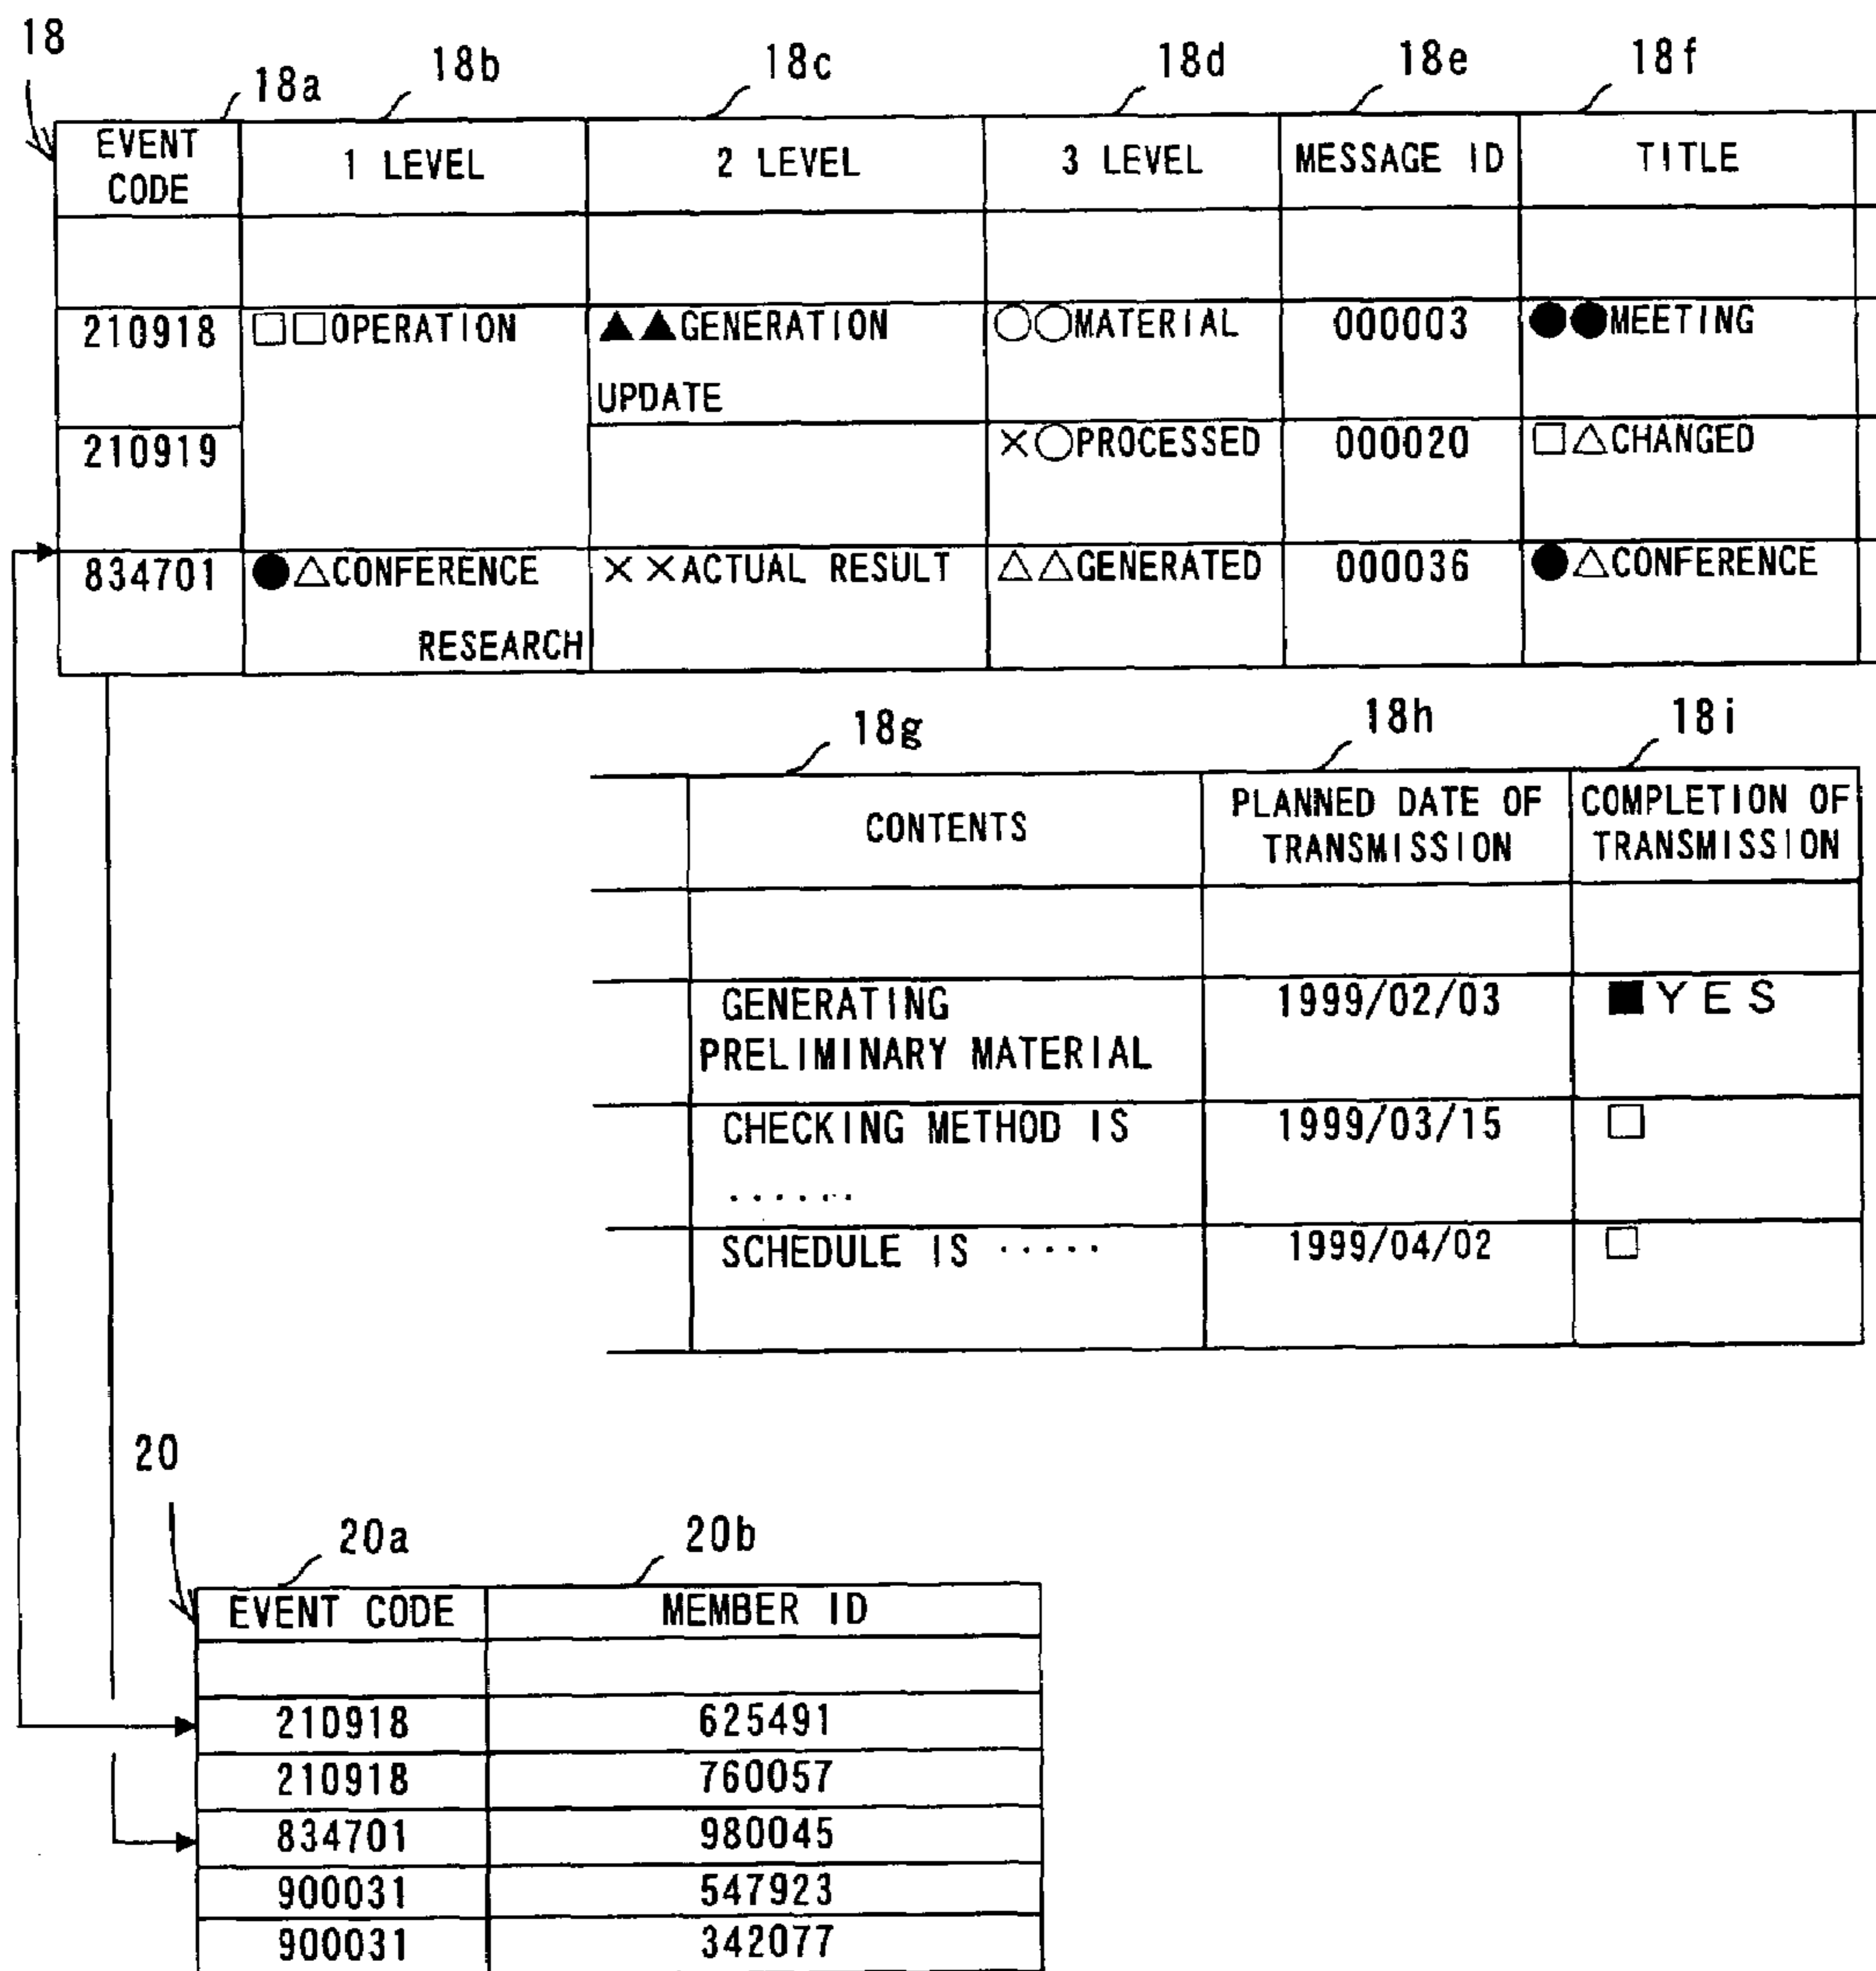 18
18a 18b 18c 18d 18e 18f
EVENT CODE 1 LEVEL 2 LEVEL 3 LEVEL MESSAGE ID TITLE
210918 □□OPERATION ▲▲GENERATION ○○MATERIAL 000003 ●●MEETING
UPDATE
210919 ×○PROCESSED 000020 □△CHANGED
834701 ●△CONFERENCE ××ACTUAL RESULT △△GENERATED 000036 ●△CONFERENCE
RESEARCH
18g 18h 18i
CONTENTS PLANNED DATE OF TRANSMISSION COMPLETION OF TRANSMISSION
GENERATING 1999/02/03 ■YES
PRELIMINARY MATERIAL
CHECKING METHOD IS 1999/03/15 □
······
SCHEDULE IS ····· 1999/04/02 □
20
20a 20b
EVENT CODE MEMBER ID
210918 625491
210918 760057
834701 980045
900031 547923
900031 342077